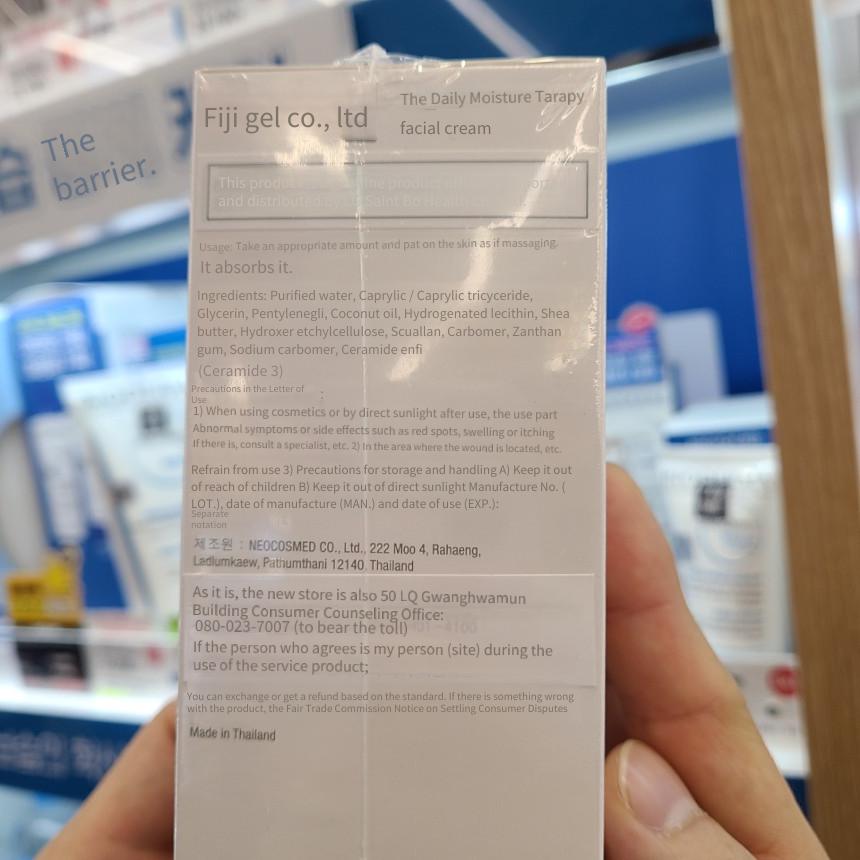 The
barrier.
Fiji gel co., ltd
The Daily Moisture Tarapy
facial cream
This product the product
and distributed by Saint Bo Health
Usage: Take an appropriate amount and pat on the skin as if massaging.
It absorbs it.
Ingredients: Purified water, Caprylic / Caprylic tricyceride,
Glycerin, Pentylenegli, Coconut oil, Hydrogenated lecithin, Shea
butter, Hydroxer etchylcellulose, Scuallan, Carbomer, Zanthan
gum, Sodium carbomer, Ceramide enfi
(Ceramide 3)
Precautions in the Letter of
Use :
1) When using cosmetics or by direct sunlight after use, the use part
Abnormal symptoms or side effects such as red spots, swelling or itching
If there is, consult a specialist, etc. 2) In the area where the wound is located, etc.
Refrain from use 3) Precautions for storage and handling A) Keep it out
of reach of children B) Keep it out of direct sunlight Manufacture No. (
LOT.), date of manufacture (MAN.) and date of use (EXP.):
Separate
notation
제조원 : NEOCOSMED CO., Ltd., 222 Moo 4, Rahaeng,
Ladlumkaew, Pathumthani 12140, Thailand
As it is, the new store is also 50 LQ Gwanghwamun
Building Consumer Counseling Office:
080-023-7007 (to bear the toll)
If the person who agrees is my person (site) during the
use of the service product;
You can exchange or get a refund based on the standard. If there is something wrong
with the product, the Fair Trade Commission Notice on Settling Consumer Disputes
Made in Thailand